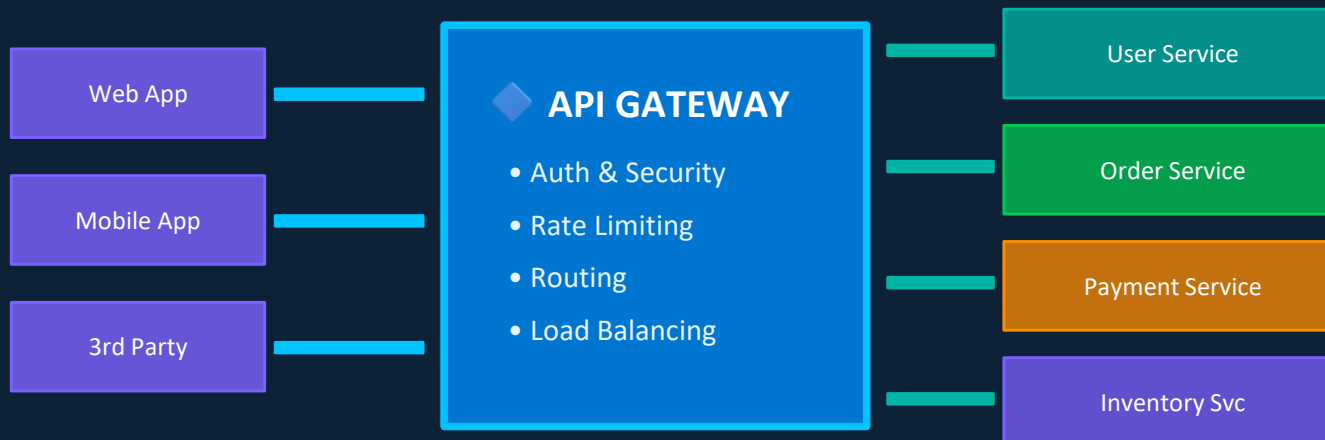 Web App
Mobile App
3rd Party
API GATEWAY
• Auth & Security
• Rate Limiting
• Routing
• Load Balancing
User Service
Order Service
Payment Service
Inventory Svc